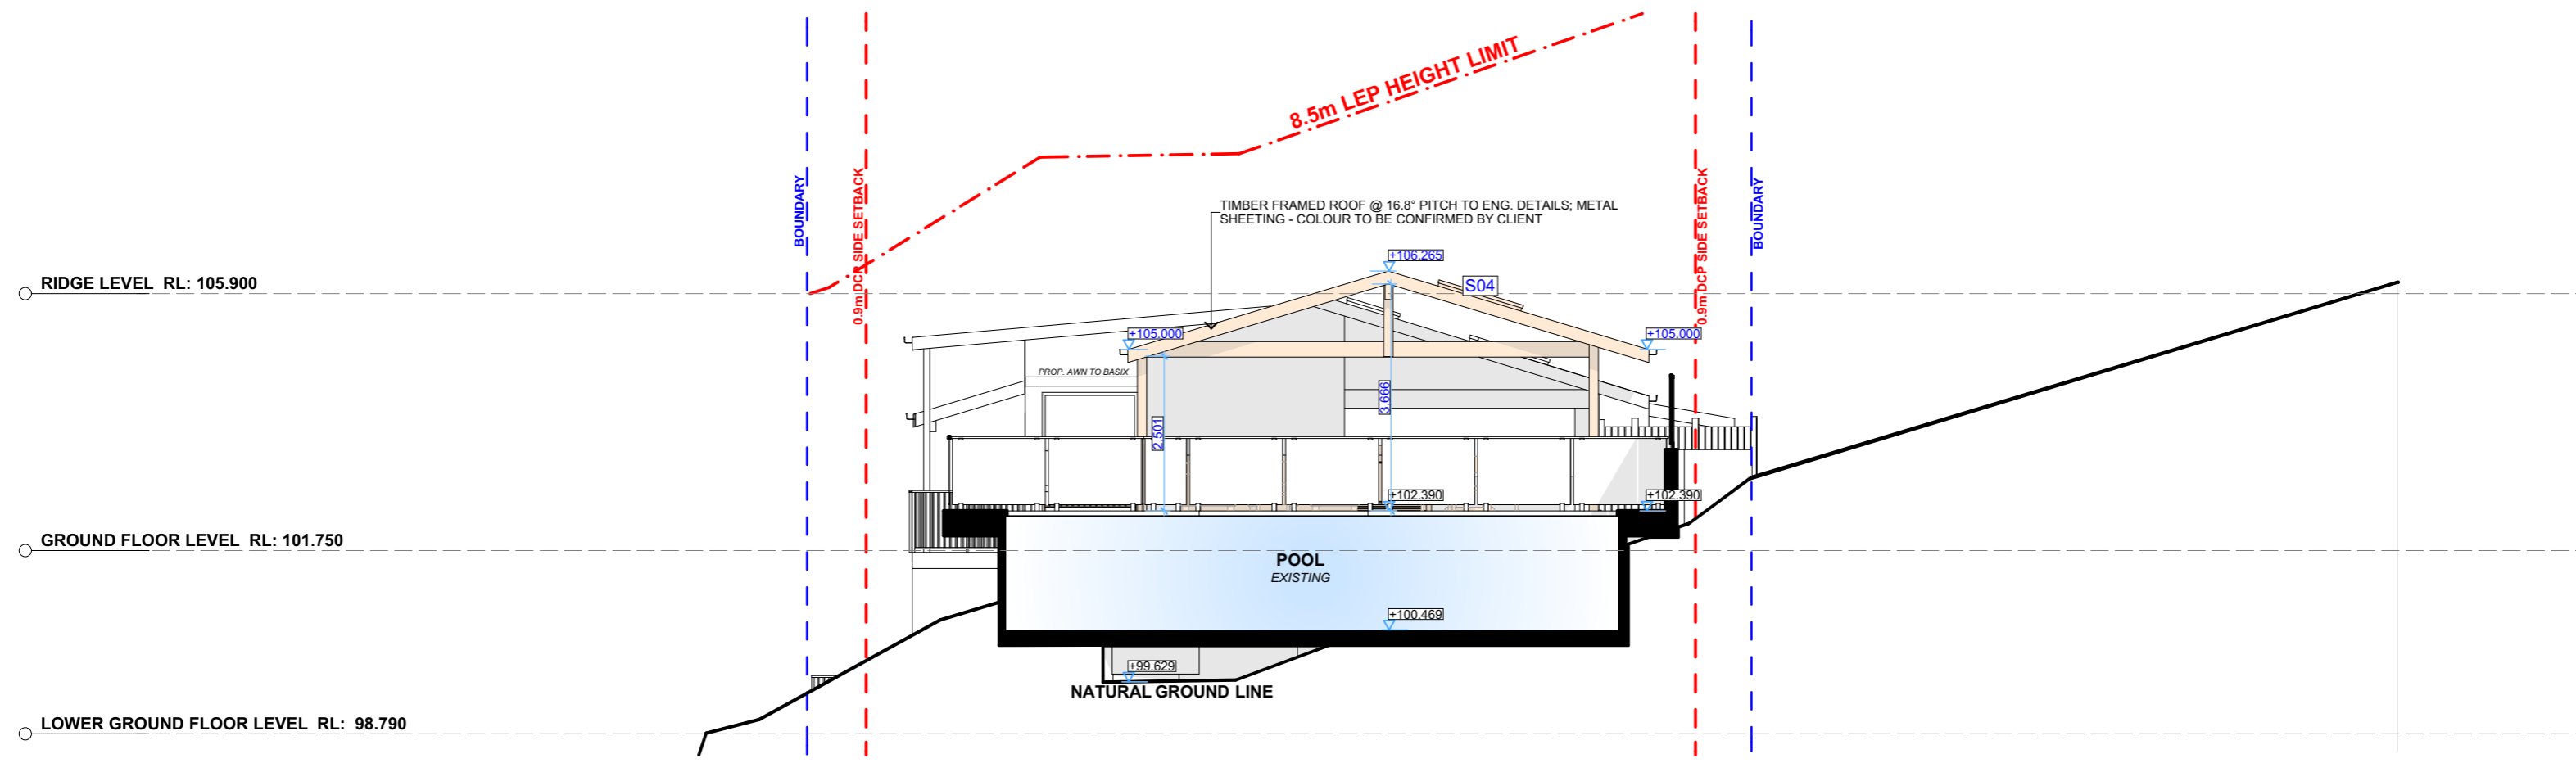 8.5m LEP HEIGHT LIMIT
BOUNDARY
0.9m DCP SIDE SETBACK
0.9m DCP SIDE SETBACK
BOUNDARY
TIMBER FRAMED ROOF @ 16.8° PITCH TO ENG. DETAILS; METAL
SHEETING - COLOUR TO BE CONFIRMED BY CLIENT
+106.265
RIDGE LEVEL RL: 105.900
S04
+105.000
+105.000
PROP. AWN TO BASIX
3.666
2.501
+102.390
+102.390
GROUND FLOOR LEVEL RL: 101.750
POOL
EXISTING
+100.469
+99.629
NATURAL GROUND LINE
LOWER GROUND FLOOR LEVEL RL: 98.790